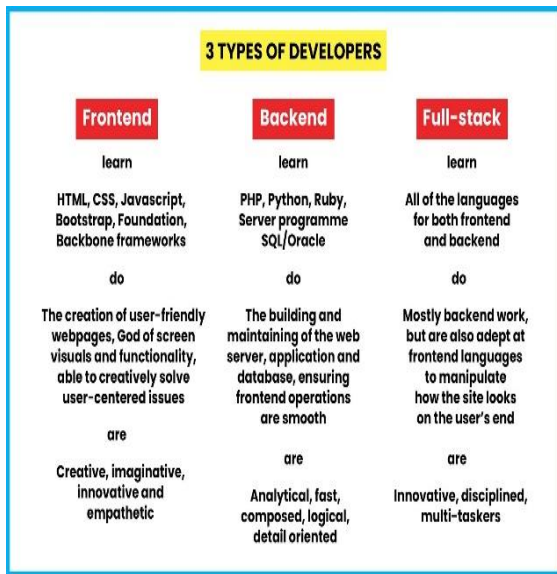 3 TYPES OF DEVELOPERS
Frontend
learn
HTML, CSS, Javascript,
Bootstrap, Foundation,
Backbone frameworks
do
The creation of user-friendly
webpages, God of screen
visuals and functionality,
able to creatively solve
user-centered issues
are
Creative, imaginative,
innovative and
empathetic
Backend
learn
PHP, Python, Ruby,
Server programme
SQL/Oracle
do
The building and
maintaining of the web
server, application and
database, ensuring
frontend operations
are smooth
are
Analytical, fast,
composed, logical,
detail oriented
Full-stack
learn
All of the languages
for both frontend
and backend
do
Mostly backend work,
but are also adept at
frontend languages
to manipulate
how the site looks
on the user's end
are
Innovative, disciplined,
multi-taskers